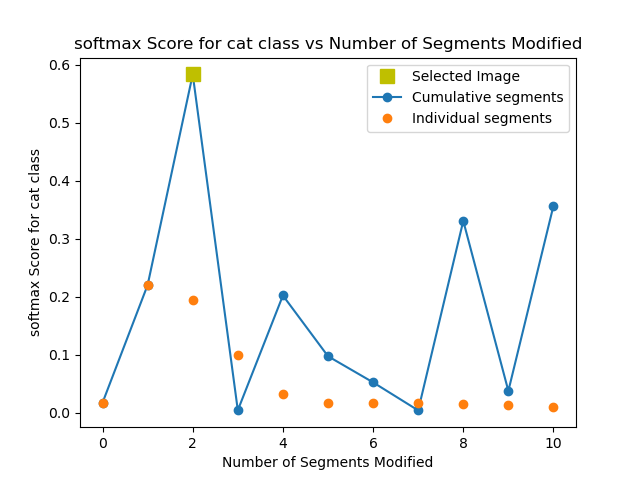 softmax Score for cat class vs Number of Segments Modified
Selected Image
Cumulative segments
Individual segments
softmax Score for cat class
0.6
0.5
0.4
0.3
0.2
0.1
0.0
0 2 4 6 8 10
Number of Segments Modified